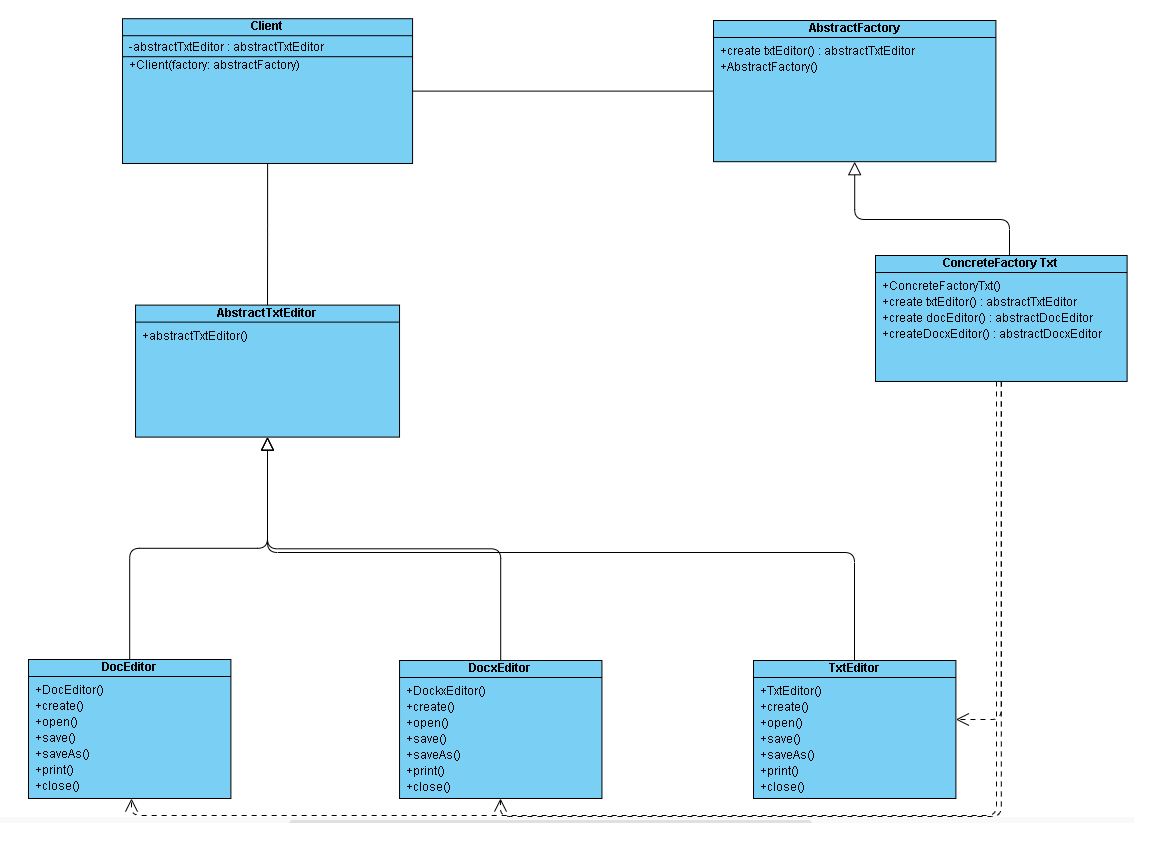 Client
-abstractTxtEditor : abstractTxtEditor
+Client(factory: abstractFactory)
AbstractFactory
+create txtEditor() : abstractTxtEditor
+AbstractFactory()
ConcreteFactory Txt
+ConcreteFactoryTxt()
+create txtEditor() : abstractTxtEditor
+create docEditor() : abstractDocEditor
+createDocxEditor() : abstractDocxEditor
AbstractTxtEditor
+abstractTxtEditor()
DocEditor
+DocEditor()
+create()
+open()
+save()
+saveAs()
+print()
+close()
DocxEditor
+DockxEditor()
+create()
+open()
+save()
+saveAs()
+print()
+close()
TxtEditor
+TxtEditor()
+create()
+open()
+save()
+saveAs()
+print()
+close()